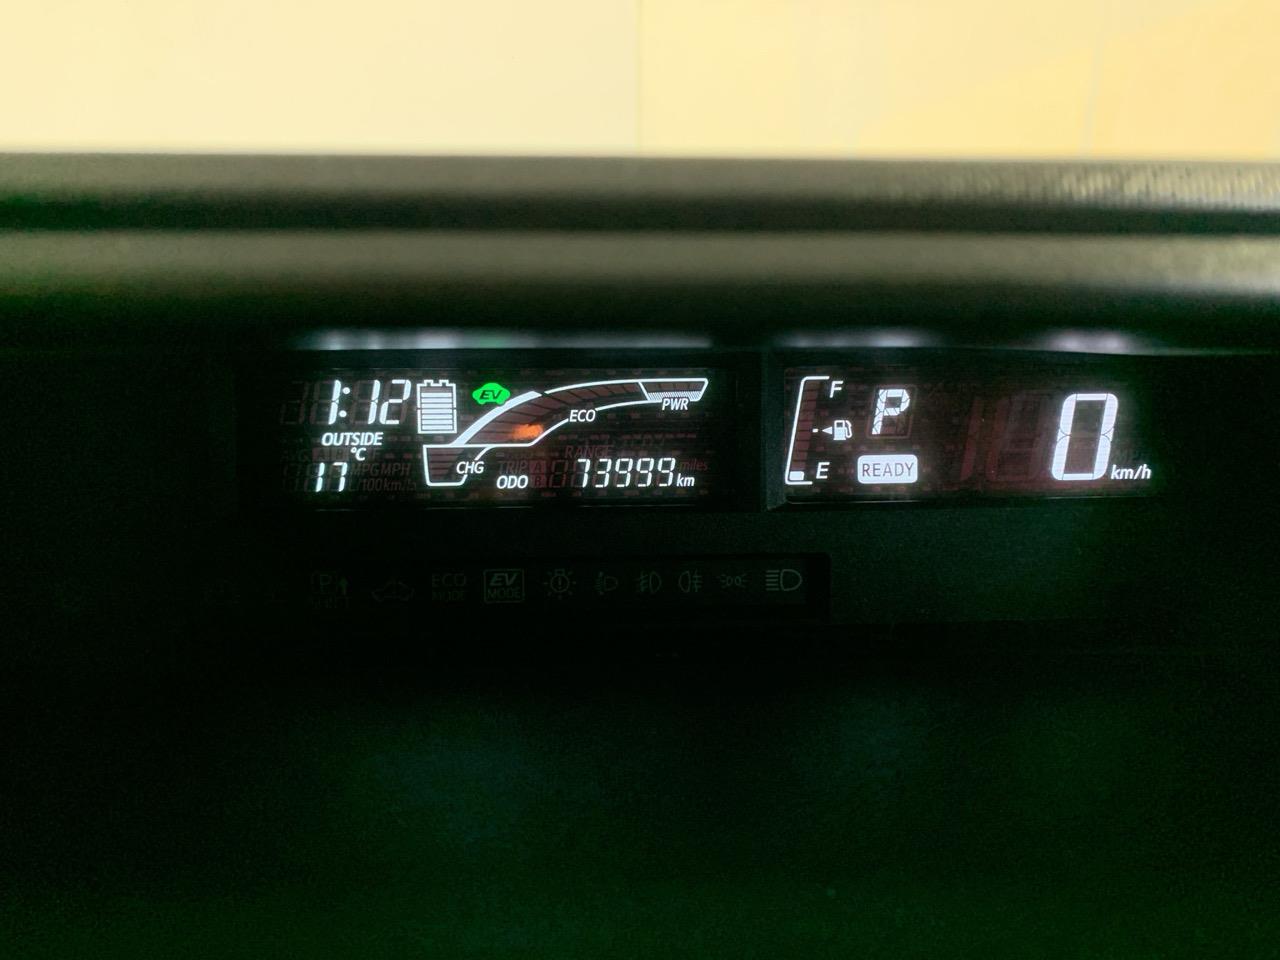 1:12
EV
ECO
PWR
OUTSIDE
°C
17
CHG
ODO 73999 km
F
E
P
READY
0 km/h
RANGE
TRIP A
miles
MPG MPH
/100km/h
ECO
MODE
EV
MODE